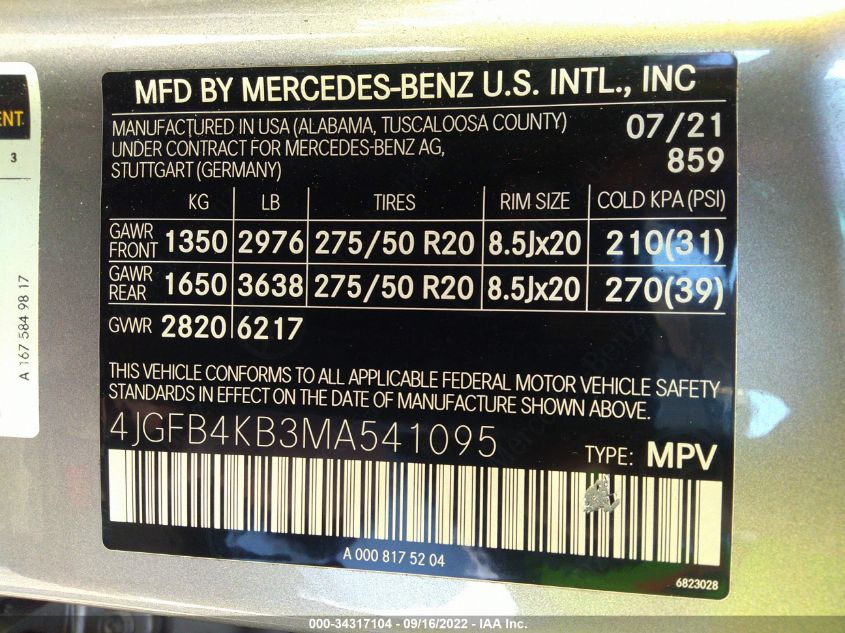 ENT
3
A 167 584 98 17
MFD BY MERCEDES-BENZ U.S. INTL., INC
MANUFACTURED IN USA (ALABAMA, TUSCALOOSA COUNTY)
UNDER CONTRACT FOR MERCEDES-BENZ AG,
STUTTGART (GERMANY)
07/21
859
KG LB TIRES RIM SIZE COLD KPA (PSI)
GAWR FRONT 1350 2976 275/50 R20 8.5Jx20 210(31)
GAWR REAR 1650 3638 275/50 R20 8.5Jx20 270(39)
GVWR 2820 6217
THIS VEHICLE CONFORMS TO ALL APPLICABLE FEDERAL MOTOR VEHICLE SAFETY
STANDARDS IN EFFECT ON THE DATE OF MANUFACTURE SHOWN ABOVE.
4JGFB4KB3MA541095
TYPE: MPV
A 000 817 52 04
6823028
000-34317104 - 09/16/2022 - IAA Inc.